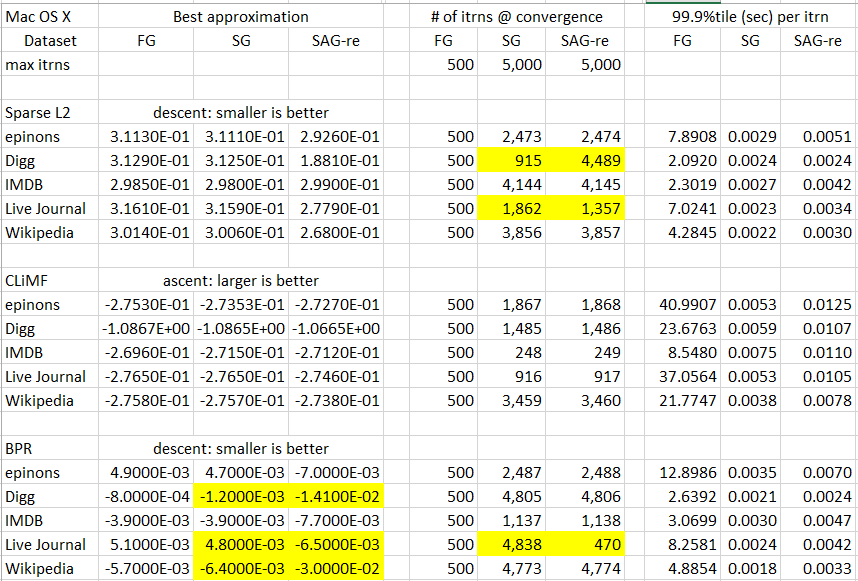 Mac OS X Best approximation # of itrns @ convergence 99.9%tile (sec) per itrn
Dataset FG SG SAG-re FG SG SAG-re FG SG SAG-re
max itrns 500 5,000 5,000
Sparse L2 descent: smaller is better
epinons 3.1130E-01 3.1110E-01 2.9260E-01 500 2,473 2,474 7.8908 0.0029 0.0051
Digg 3.1290E-01 3.1250E-01 1.8810E-01 500 915 4,489 2.0920 0.0024 0.0024
IMDB 2.9850E-01 2.9800E-01 2.9900E-01 500 4,144 4,145 2.3019 0.0027 0.0042
Live Journal 3.1610E-01 3.1590E-01 2.7790E-01 500 1,862 1,357 7.0241 0.0023 0.0034
Wikipedia 3.0140E-01 3.0060E-01 2.6800E-01 500 3,856 3,857 4.2845 0.0022 0.0030
CLiMF ascent: larger is better
epinons -2.7530E-01 -2.7353E-01 -2.7270E-01 500 1,867 1,868 40.9907 0.0053 0.0125
Digg -1.0867E+00 -1.0865E+00 -1.0665E+00 500 1,485 1,486 23.6763 0.0059 0.0107
IMDB -2.6960E-01 -2.7150E-01 -2.7120E-01 500 248 249 8.5480 0.0075 0.0110
Live Journal -2.7650E-01 -2.7650E-01 -2.7460E-01 500 916 917 37.0564 0.0053 0.0105
Wikipedia -2.7580E-01 -2.7570E-01 -2.7380E-01 500 3,459 3,460 21.7747 0.0038 0.0078
BPR descent: smaller is better
epinons 4.9000E-03 4.7000E-03 -7.0000E-03 500 2,487 2,488 12.8986 0.0035 0.0070
Digg -8.0000E-04 -1.2000E-03 -1.4100E-02 500 4,805 4,806 2.6392 0.0021 0.0024
IMDB -3.9000E-03 -3.9000E-03 -7.7000E-03 500 1,137 1,138 3.0699 0.0030 0.0047
Live Journal 5.1000E-03 4.8000E-03 -6.5000E-03 500 4,838 470 8.2581 0.0024 0.0042
Wikipedia -5.7000E-03 -6.4000E-03 -3.0000E-02 500 4,773 4,774 4.8854 0.0018 0.0033